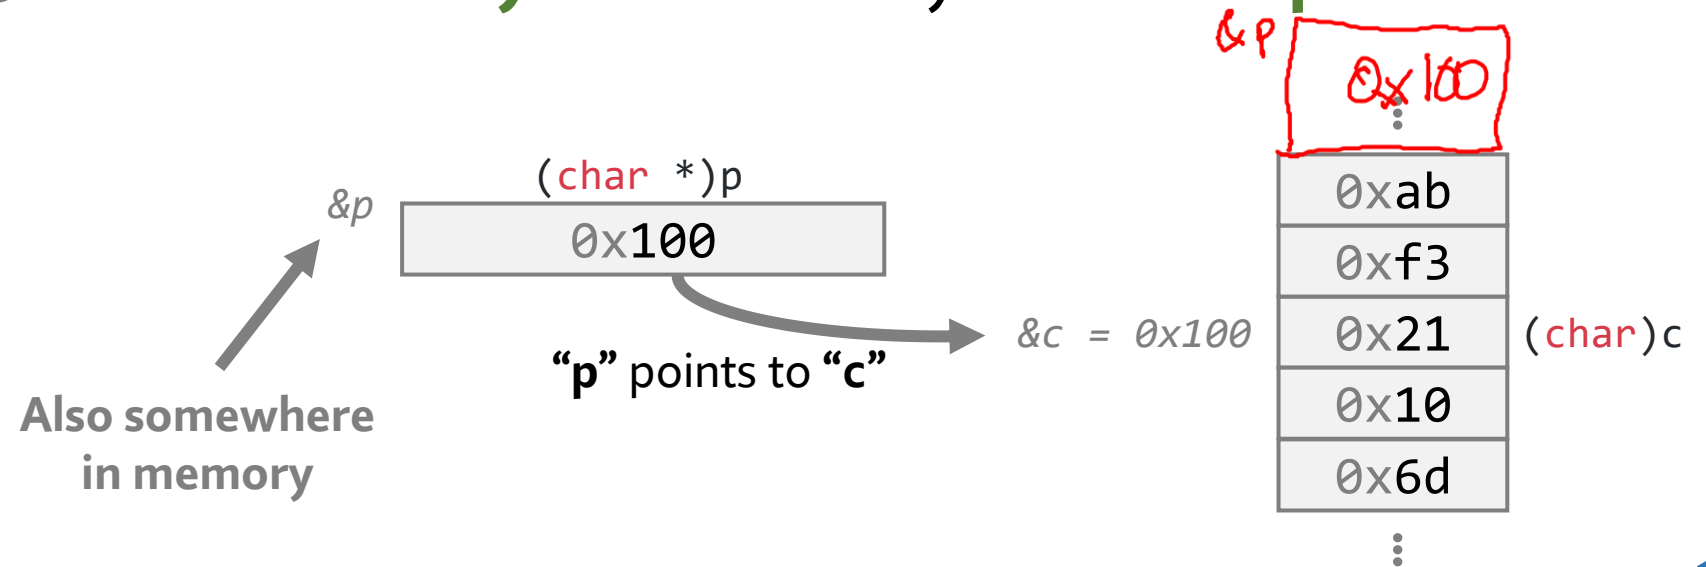 &p
0x100
(char *)p
&p
0x100
0xab
0xf3
&c = 0x100
0x21
(char)c
“p” points to “c”
0x10
0x6d
Also somewhere
in memory